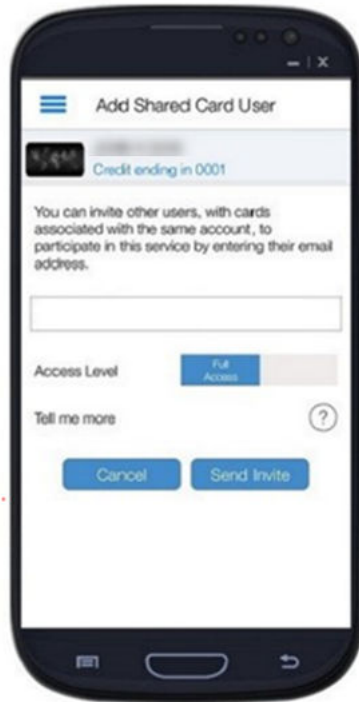 Add Shared Card User
Credit ending in 0001
You can invite other users, with cards
associated with the same account, to
participate in this service by entering their email
address.
Access Level
Full
Access
Tell me more
?
Cancel
Send Invite